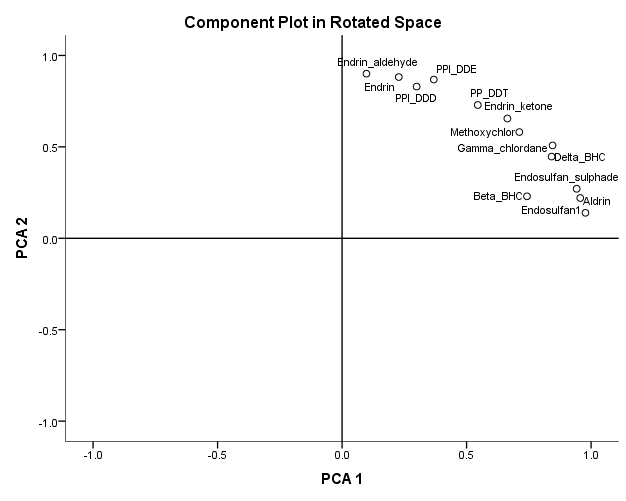 Component Plot in Rotated Space
PCA 2
1.0
0.5
0.0
-0.5
-1.0
Endrin_aldehyde
PPI_DDE
Endrin
PPI_DDD
PP_DDT
Endrin_ketone
Methoxychlor
Gamma_chlordane
Delta_BHC
Endosulfan_sulphade
Beta_BHC
Aldrin
Endosulfan1
-1.0
-0.5
0.0
0.5
1.0
PCA 1